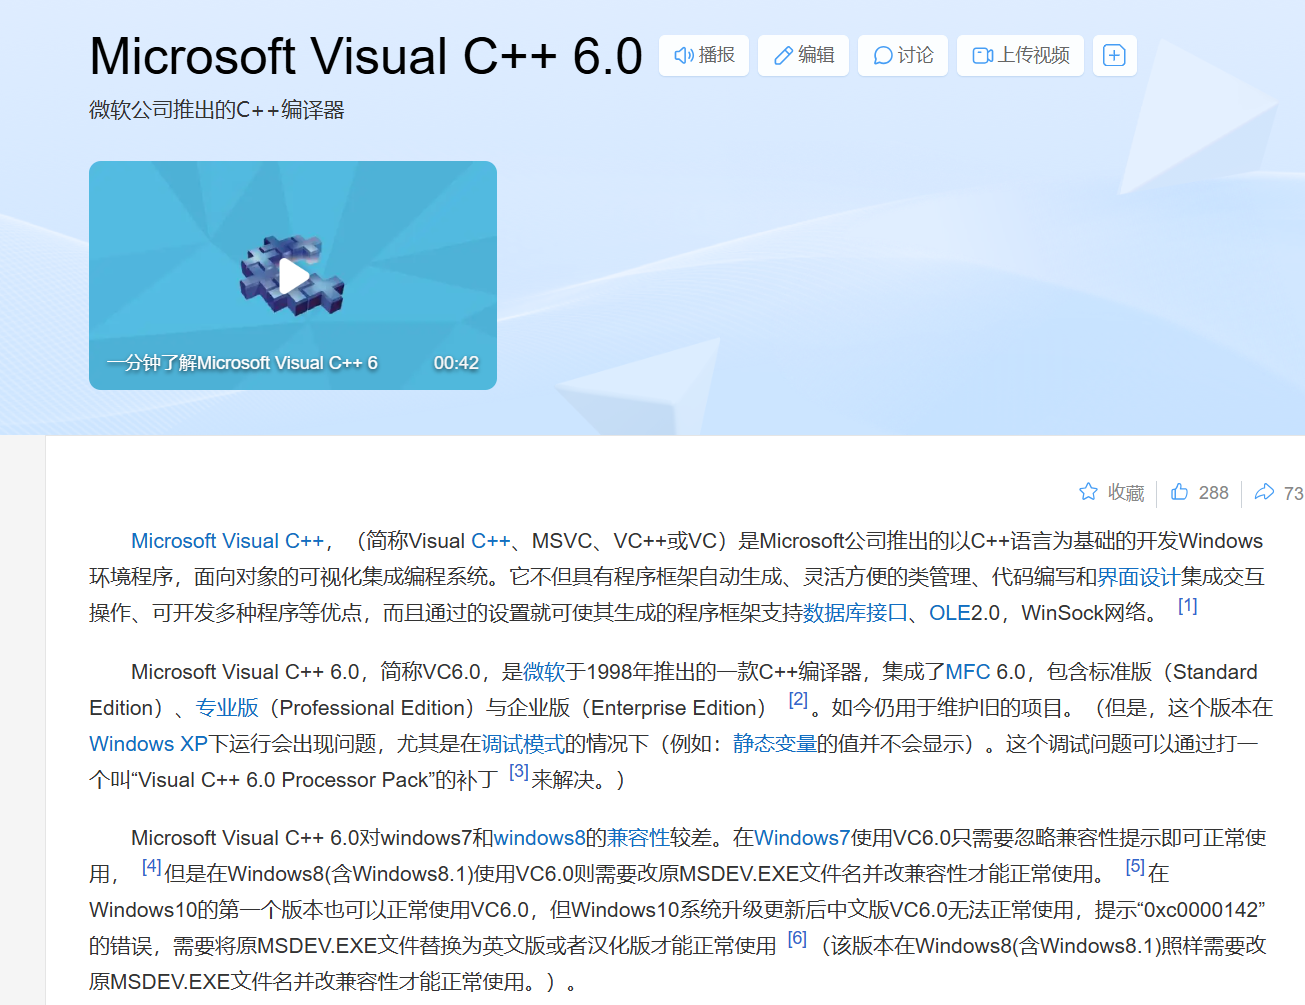 Microsoft Visual C++ 6.0 播报 编辑 讨论 上传视频
微软公司推出的C++编译器
一分钟了解Microsoft Visual C++ 6 00:42
收藏 288 73
Microsoft Visual C++，（简称Visual C++、MSVC、VC++或VC）是Microsoft公司推出的以C++语言为基础的开发Windows
环境程序，面向对象的可视化集成编程系统。它不但具有程序框架自动生成、灵活方便的类管理、代码编写和界面设计集成交互
操作、可开发多种程序等优点，而且通过的设置就可使其生成的程序框架支持数据库接口、OLE2.0，WinSock网络。 [1]
Microsoft Visual C++ 6.0，简称VC6.0，是微软于1998年推出的一款C++编译器，集成了MFC 6.0，包含标准版（Standard
Edition）、专业版（Professional Edition）与企业版（Enterprise Edition） [2] 。如今仍用于维护旧的项目。（但是，这个版本在
Windows XP下运行会出现问题，尤其是在调试模式的情况下（例如：静态变量的值并不会显示）。这个调试问题可以通过打一
个叫“Visual C++ 6.0 Processor Pack”的补丁 [3] 来解决。）
Microsoft Visual C++ 6.0对windows7和windows8的兼容性较差。在Windows7使用VC6.0只需要忽略兼容性提示即可正常使
用， [4] 但是在Windows8(含Windows8.1)使用VC6.0则需要改原MSDEV.EXE文件名并改兼容性才能正常使用。 [5] 在
Windows10的第一个版本也可以正常使用VC6.0，但Windows10系统升级更新后中文版VC6.0无法正常使用，提示“0xc0000142”
的错误，需要将原MSDEV.EXE文件替换为英文版或者汉化版才能正常使用 [6] （该版本在Windows8(含Windows8.1)照样需要改
原MSDEV.EXE文件名并改兼容性才能正常使用。）。